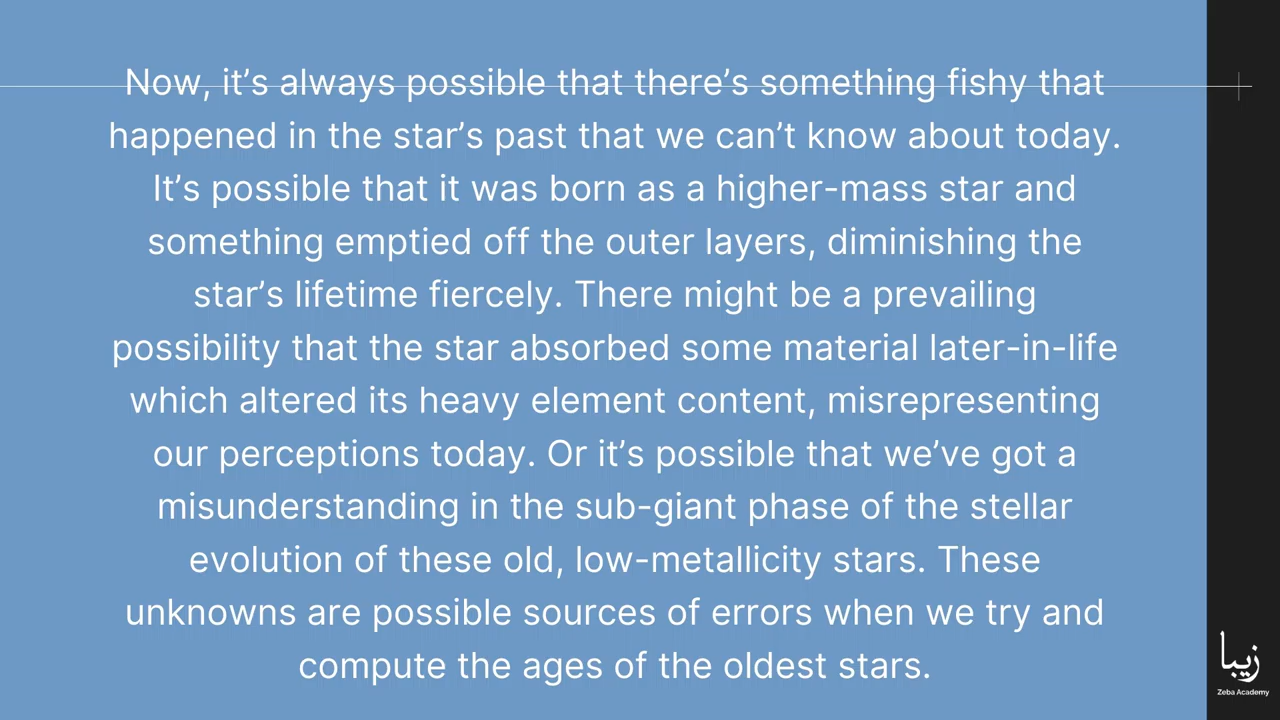 Now, it’s always possible that there’s something fishy that
happened in the star’s past that we can’t know about today.
It’s possible that it was born as a higher-mass star and
something emptied off the outer layers, diminishing the
star’s lifetime fiercely. There might be a prevailing
possibility that the star absorbed some material later-in-life
which altered its heavy element content, misrepresenting
our perceptions today. Or it’s possible that we’ve got a
misunderstanding in the sub-giant phase of the stellar
evolution of these old, low-metallicity stars. These
unknowns are possible sources of errors when we try and
compute the ages of the oldest stars.
زيبا
Zeba Academy